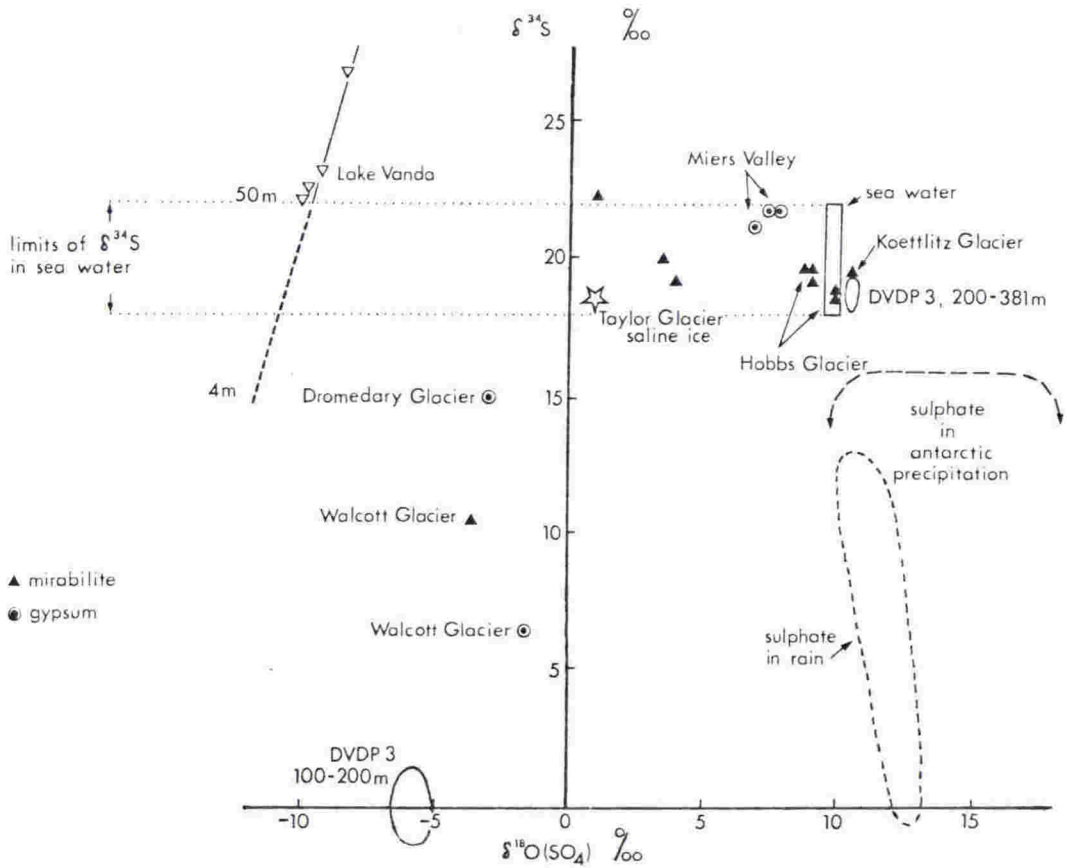 δ³⁴S ‰
25
Miers Valley
Lake Vanda
50m
sea water
limits of δ³⁴S
in sea water
20
Koettlitz Glacier
DVDP 3, 200-381m
Taylor Glacier
saline ice
Hobbs Glacier
4m
Dromedary Glacier
15
sulphate
in
antarctic
precipitation
Walcott Glacier
10
▲ mirabilite
gypsum
Walcott Glacier
sulphate
in rain
5
DVDP 3
100-200m
-10 -5 0 5 10 15
δ¹⁸O(SO₄) ‰